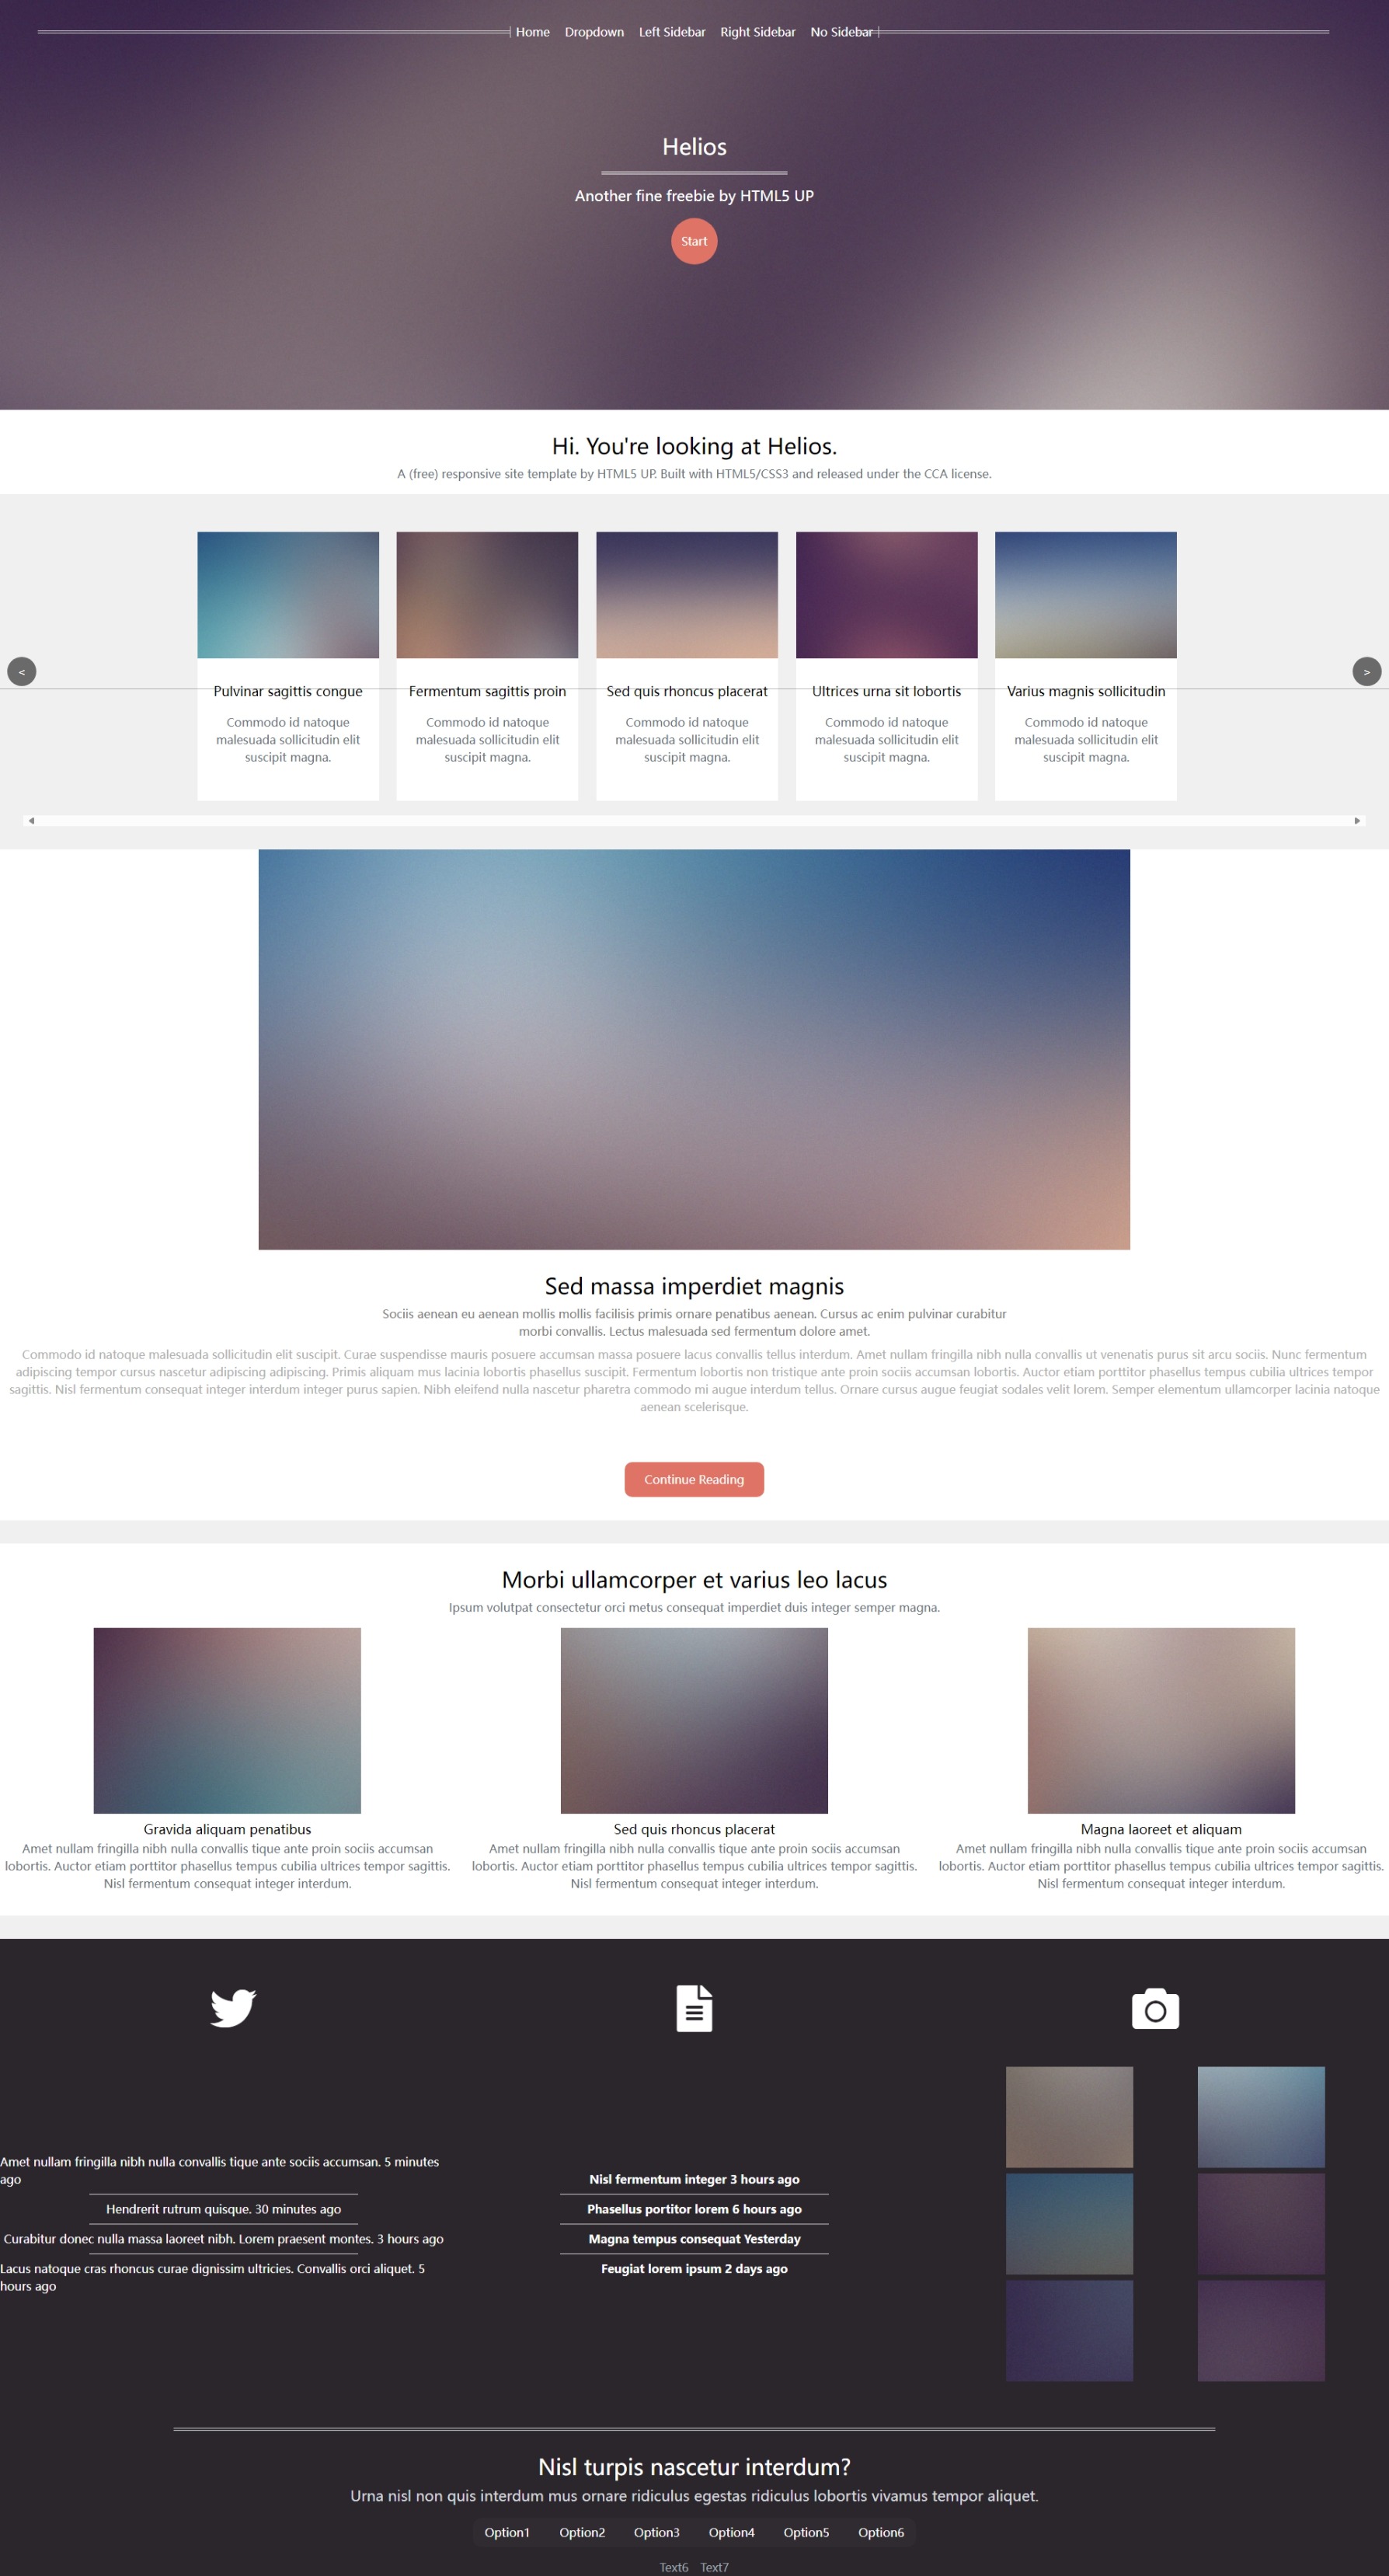 Home Dropdown Left Sidebar Right Sidebar No Sidebar
Helios
Another fine freebie by HTML5 UP
Start
Hi. You're looking at Helios.
A (free) responsive site template by HTML5 UP. Built with HTML5/CSS3 and released under the CCA license.
<
>
Pulvinar sagittis congue
Commodo id natoque
malesuada sollicitudin elit
suscipit magna.
Fermentum sagittis proin
Commodo id natoque
malesuada sollicitudin elit
suscipit magna.
Sed quis rhoncus placerat
Commodo id natoque
malesuada sollicitudin elit
suscipit magna.
Ultrices urna sit lobortis
Commodo id natoque
malesuada sollicitudin elit
suscipit magna.
Varius magnis sollicitudin
Commodo id natoque
malesuada sollicitudin elit
suscipit magna.
Sed massa imperdiet magnis
Sociis aenean eu aenean mollis mollis facilisis primis ornare penatibus aenean. Cursus ac enim pulvinar curabitur
morbi convallis. Lectus malesuada sed fermentum dolore amet.
Commodo id natoque malesuada sollicitudin elit suscipit. Curae suspendisse mauris posuere accumsan massa posuere lacus convallis tellus interdum. Amet nullam fringilla nibh nulla convallis ut venenatis purus sit arcu sociis. Nunc fermentum
adipiscing tempor cursus nascetur adipiscing adipiscing. Primis aliquam mus lacinia lobortis phasellus suscipit. Fermentum lobortis non tristique ante proin sociis accumsan lobortis. Auctor etiam porttitor phasellus tempus cubilia ultrices tempor
sagittis. Nisl fermentum consequat integer interdum integer purus sapien. Nibh eleifend nulla nascetur pharetra commodo mi augue interdum tellus. Ornare cursus augue feugiat sodales velit lorem. Semper elementum ullamcorper lacinia natoque
aenean scelerisque.
Continue Reading
Morbi ullamcorper et varius leo lacus
Ipsum volutpat consectetur orci metus consequat imperdiet duis integer semper magna.
Gravida aliquam penatibus
Amet nullam fringilla nibh nulla convallis tique ante proin sociis accumsan
lobortis. Auctor etiam porttitor phasellus tempus cubilia ultrices tempor sagittis.
Nisl fermentum consequat integer interdum.
Sed quis rhoncus placerat
Amet nullam fringilla nibh nulla convallis tique ante proin sociis accumsan
lobortis. Auctor etiam porttitor phasellus tempus cubilia ultrices tempor sagittis.
Nisl fermentum consequat integer interdum.
Magna laoreet et aliquam
Amet nullam fringilla nibh nulla convallis tique ante proin sociis accumsan
lobortis. Auctor etiam porttitor phasellus tempus cubilia ultrices tempor sagittis.
Nisl fermentum consequat integer interdum.
Amet nullam fringilla nibh nulla convallis tique ante sociis accumsan. 5 minutes
ago
Hendrerit rutrum quisque. 30 minutes ago
Curabitur donec nulla massa laoreet nibh. Lorem praesent montes. 3 hours ago
Lacus natoque cras rhoncus curae dignissim ultricies. Convallis orci aliquet. 5
hours ago
Nisl fermentum integer 3 hours ago
Phasellus portitor lorem 6 hours ago
Magna tempus consequat Yesterday
Feugiat lorem ipsum 2 days ago
Nisl turpis nascetur interdum?
Urna nisl non quis interdum mus ornare ridiculus egestas ridiculus lobortis vivamus tempor aliquet.
Option1 Option2 Option3 Option4 Option5 Option6
Text6 Text7